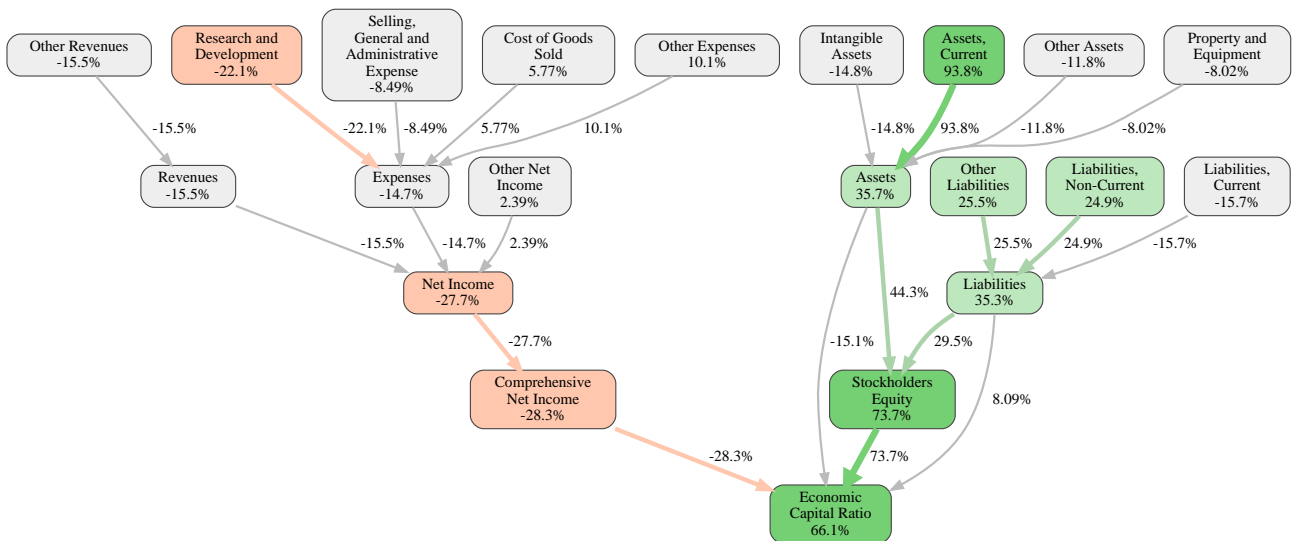 Other Revenues
-15.5%
Research and
Development
-22.1%
Selling,
General and
Administrative
Expense
-8.49%
Cost of Goods
Sold
5.77%
Other Expenses
10.1%
Intangible
Assets
-14.8%
Assets,
Current
93.8%
Other Assets
-11.8%
Property and
Equipment
-8.02%
-15.5%
-22.1%
-8.49%
5.77%
10.1%
-14.8%
93.8%
-11.8%
-8.02%
Revenues
-15.5%
Expenses
-14.7%
Other Net
Income
2.39%
Assets
35.7%
Other
Liabilities
25.5%
Liabilities,
Non-Current
24.9%
Liabilities,
Current
-15.7%
-15.5%
-14.7%
2.39%
25.5%
24.9%
-15.7%
Net Income
-27.7%
44.3%
Liabilities
35.3%
-27.7%
-15.1%
29.5%
Comprehensive
Net Income
-28.3%
Stockholders
Equity
73.7%
8.09%
-28.3%
73.7%
Economic
Capital Ratio
66.1%